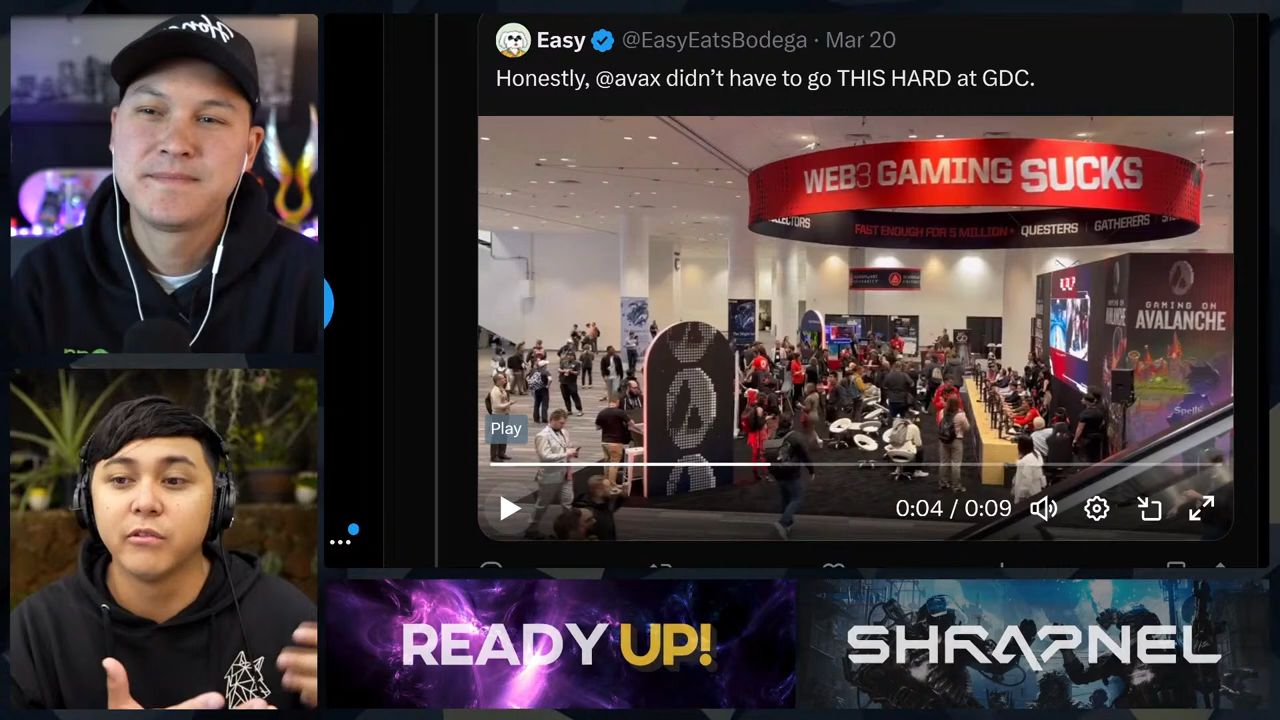 Easy @EasyEatsBodega · Mar 20
Honestly, @avax didn’t have to go THIS HARD at GDC.
WEB3 GAMING SUCKS
FAST ENOUGH FOR 5 MILLION
QUESTERS
GATHERERS
GAMING ON
AVALANCHE
Spells
Play
0:04 / 0:09
READY UP!
SHRAPNEL